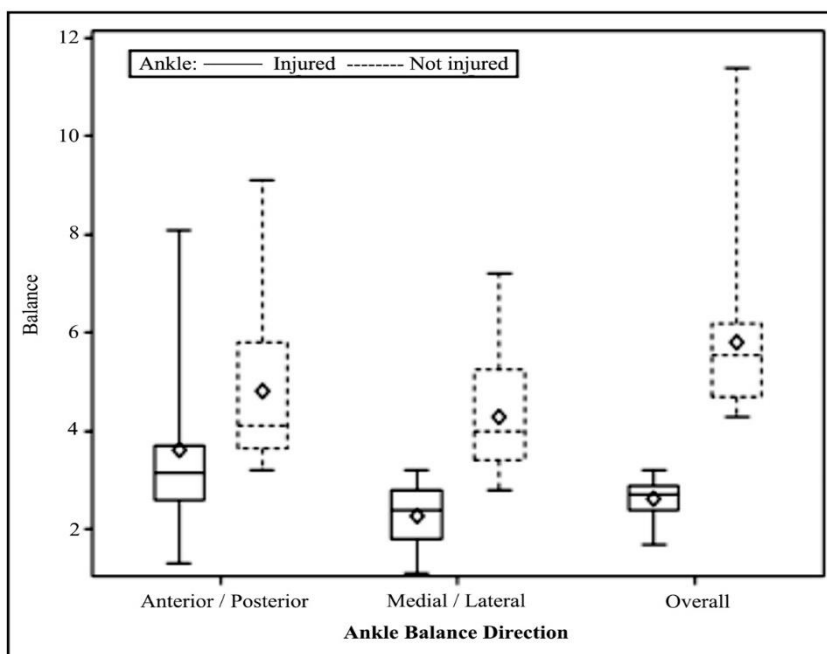 12
Ankle: Injured Not injured
10
8
Balance
6
4
2
Anterior / Posterior Medial / Lateral Overall
Ankle Balance Direction